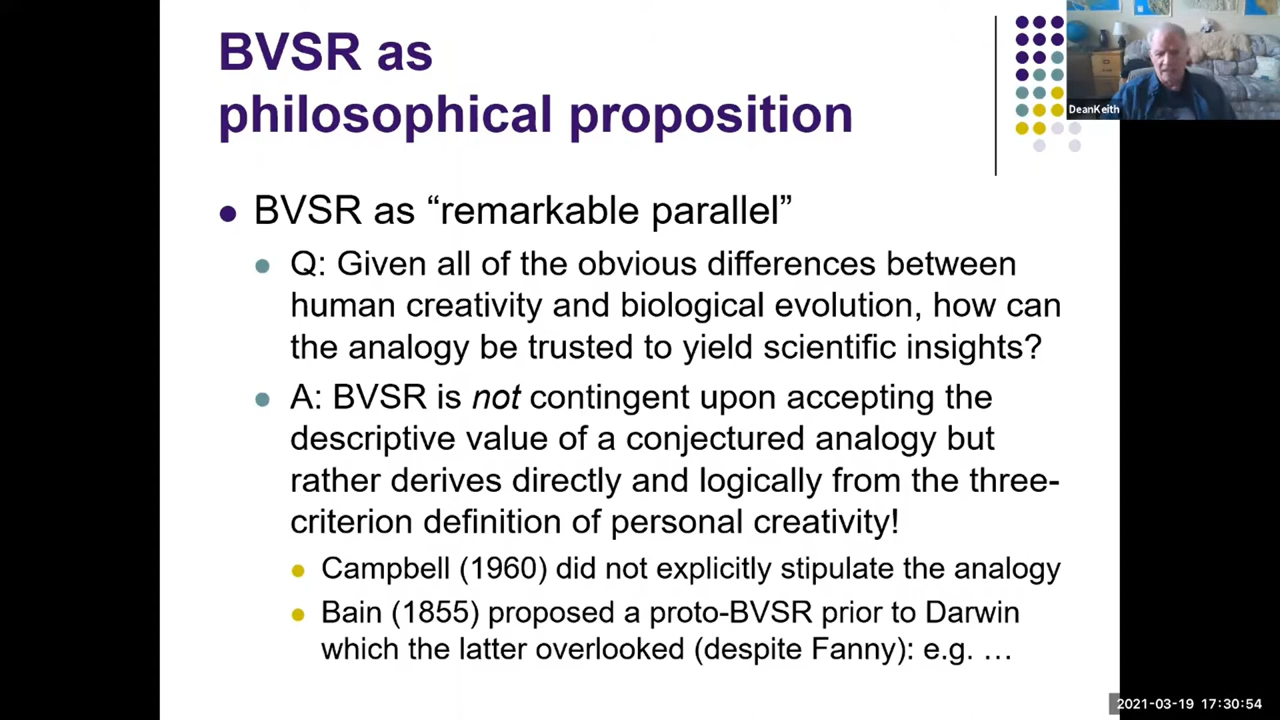 BVSR as
philosophical proposition
BVSR as “remarkable parallel”
Q: Given all of the obvious differences between
human creativity and biological evolution, how can
the analogy be trusted to yield scientific insights?
A: BVSR is not contingent upon accepting the
descriptive value of a conjectured analogy but
rather derives directly and logically from the three-
criterion definition of personal creativity!
Campbell (1960) did not explicitly stipulate the analogy
Bain (1855) proposed a proto-BVSR prior to Darwin
which the latter overlooked (despite Fanny): e.g. …
DeanKeith
2021-03-19 17:30:54